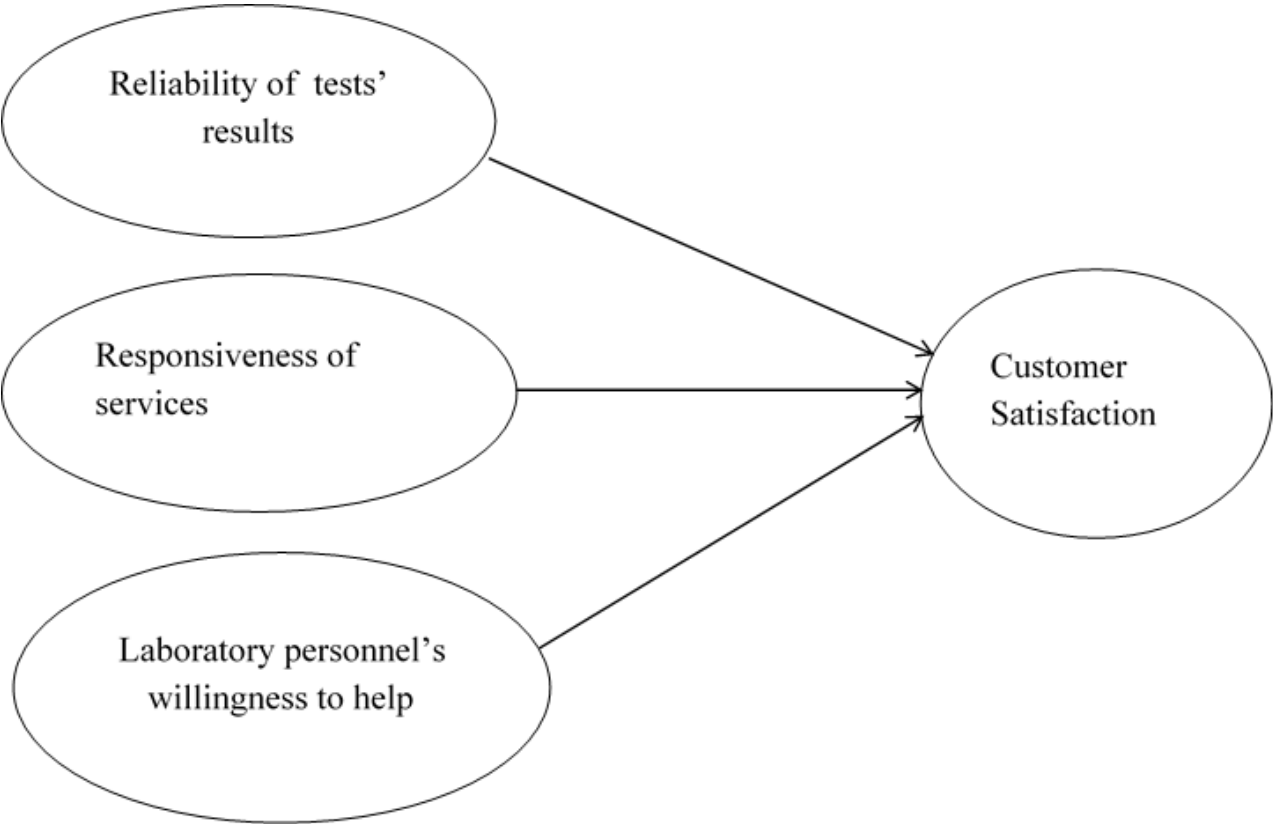 Reliability of tests’
results
Responsiveness of
services
Customer
Satisfaction
Laboratory personnel’s
willingness to help